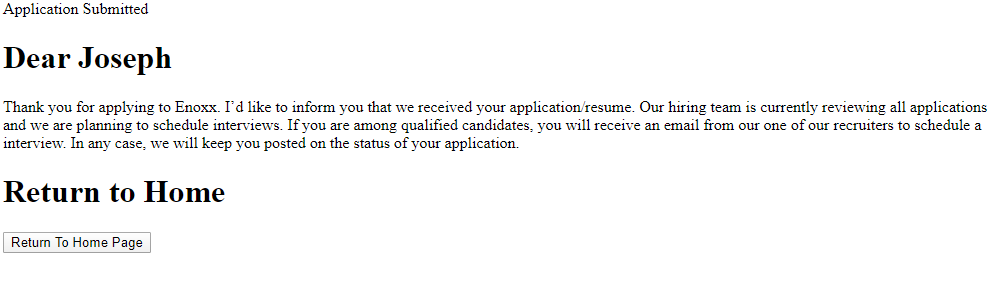 Application Submitted
Dear Joseph
Thank you for applying to Enoxx. I’d like to inform you that we received your application/resume. Our hiring team is currently reviewing all applications
and we are planning to schedule interviews. If you are among qualified candidates, you will receive an email from our one of our recruiters to schedule a
interview. In any case, we will keep you posted on the status of your application.
Return to Home
Return To Home Page